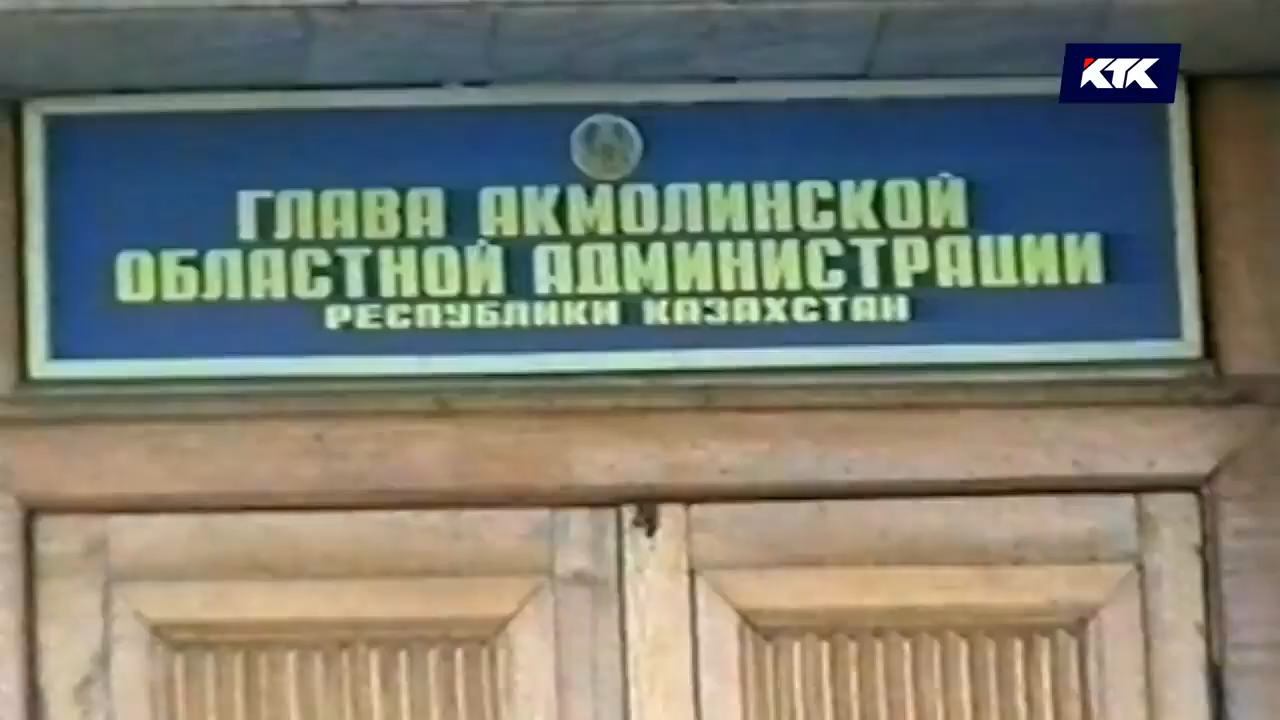 КТК
ГЛАВА АКМОЛИНСКОЙ
ОБЛАСТНОЙ АДМИНИСТРАЦИИ
РЕСПУБЛИКИ КАЗАХСТАН